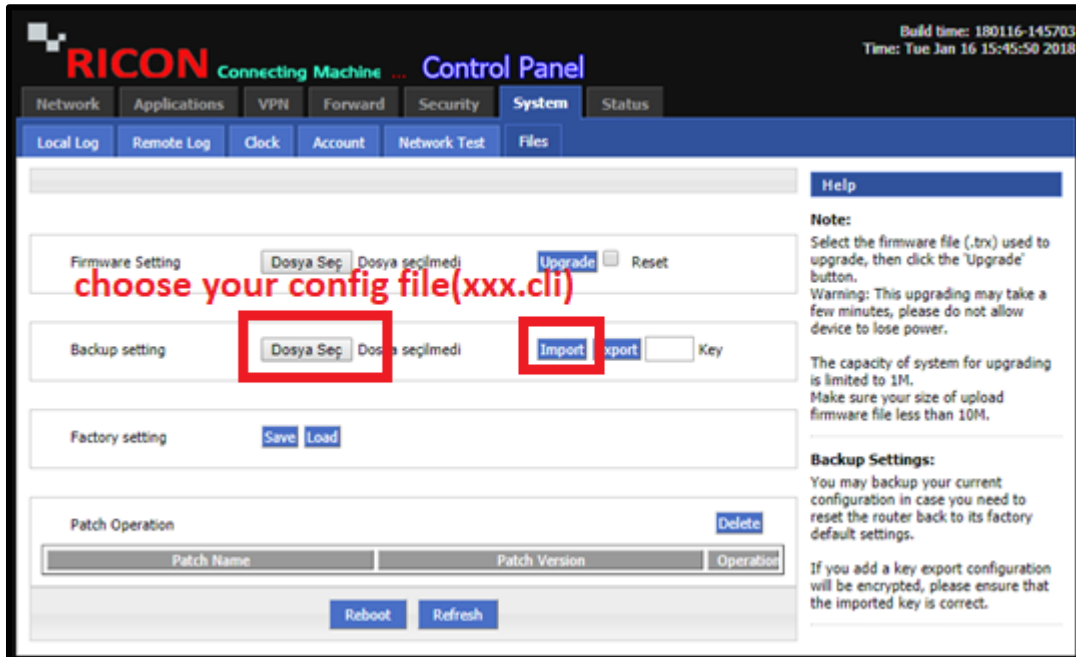 Build time: 180116-145703
Time: Tue Jan 16 15:45:50 2018
RICON Connecting Machine ... Control Panel
Network Applications VPN Forward Security System Status
Local Log Remote Log Clock Account Network Test Files
Firmware Setting Dosya Seç Dosya seçilmedi Upgrade Reset
choose your config file(xxx.cli)
Backup setting Dosya Seç Dosya seçilmedi Import Export Key
Factory setting Save Load
Patch Operation Delete
Patch Name Patch Version Operation
Reboot Refresh
Help
Note:
Select the firmware file (.trx) used to
upgrade, then click the 'Upgrade'
button.
Warning: This upgrading may take a
few minutes, please do not allow
device to lose power.
The capacity of system for upgrading
is limited to 1M.
Make sure your size of upload
firmware file less than 10M.
Backup Settings:
You may backup your current
configuration in case you need to
reset the router back to its factory
default settings.
If you add a key export configuration
will be encrypted, please ensure that
the imported key is correct.